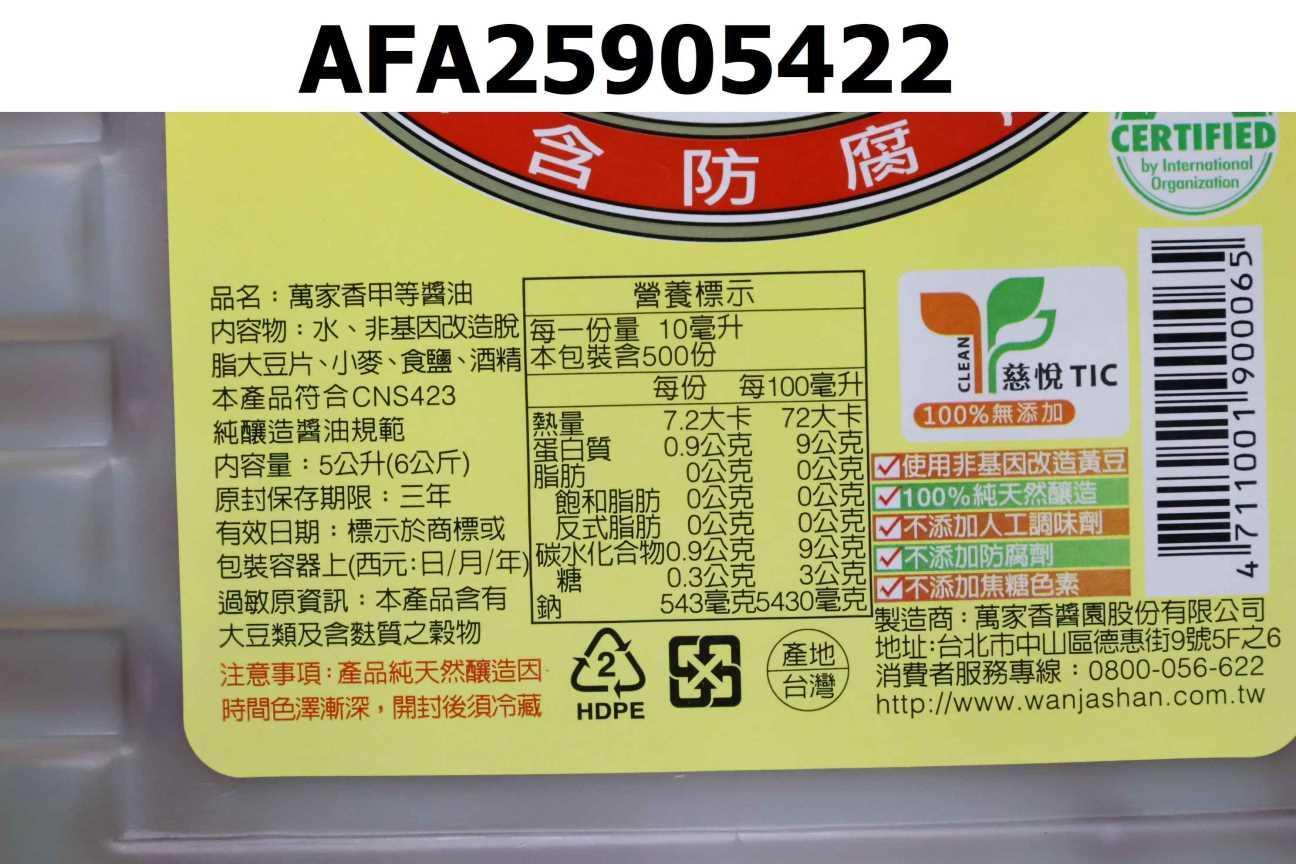 AFA25905422
含防腐
CERTIFIED
by International
Organization
品名：萬家香甲等醬油
內容物：水、非基因改造脫
脂大豆片、小麥、食鹽、酒精
本產品符合CNS423
純釀造醬油規範
內容量：5公升(6公斤)
原封保存期限：三年
有效日期：標示於商標或
包裝容器上(西元:日/月/年)
過敏原資訊：本產品含有
大豆類及含麩質之穀物
注意事項：產品純天然釀造因
時間色澤漸深，開封後須冷藏
營養標示
每一份量 10毫升
本包裝含500份
每份 每100毫升
熱量 7.2大卡 72大卡
蛋白質 0.9公克 9公克
脂肪 0公克 0公克
飽和脂肪 0公克 0公克
反式脂肪 0公克 0公克
碳水化合物0.9公克 9公克
糖 0.3公克 3公克
鈉 543毫克5430毫克
2
HDPE
產地
台灣
CLEAN
慈悅TIC
100%無添加
使用非基因改造黃豆
100%純天然釀造
不添加人工調味劑
不添加防腐劑
不添加焦糖色素
4711001900065
製造商：萬家香醬園股份有限公司
地址:台北市中山區德惠街9號5F之6
消費者服務專線：0800-056-622
http://www.wanjashan.com.tw